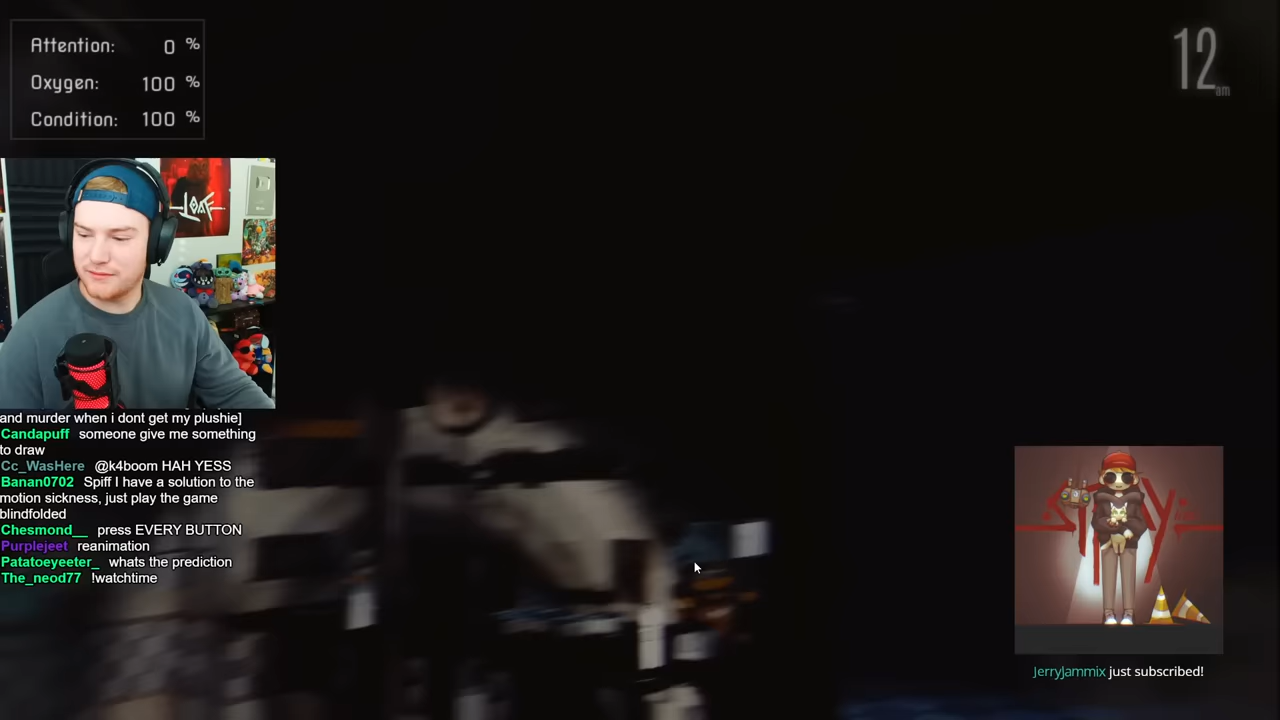 Attention: 0 %
Oxygen: 100 %
Condition: 100 %
12 am
LOAF
and murder when i dont get my plushie]
Candapuff someone give me something
to draw
Cc_WasHere @k4boom HAH YESS
Banan0702 Spiff I have a solution to the
motion sickness, just play the game
blindfolded
Chesmond__ press EVERY BUTTON
Purplejeet reanimation
Patatoeyeeter_ whats the prediction
The_neod77 !watchtime
JerryJammix just subscribed!